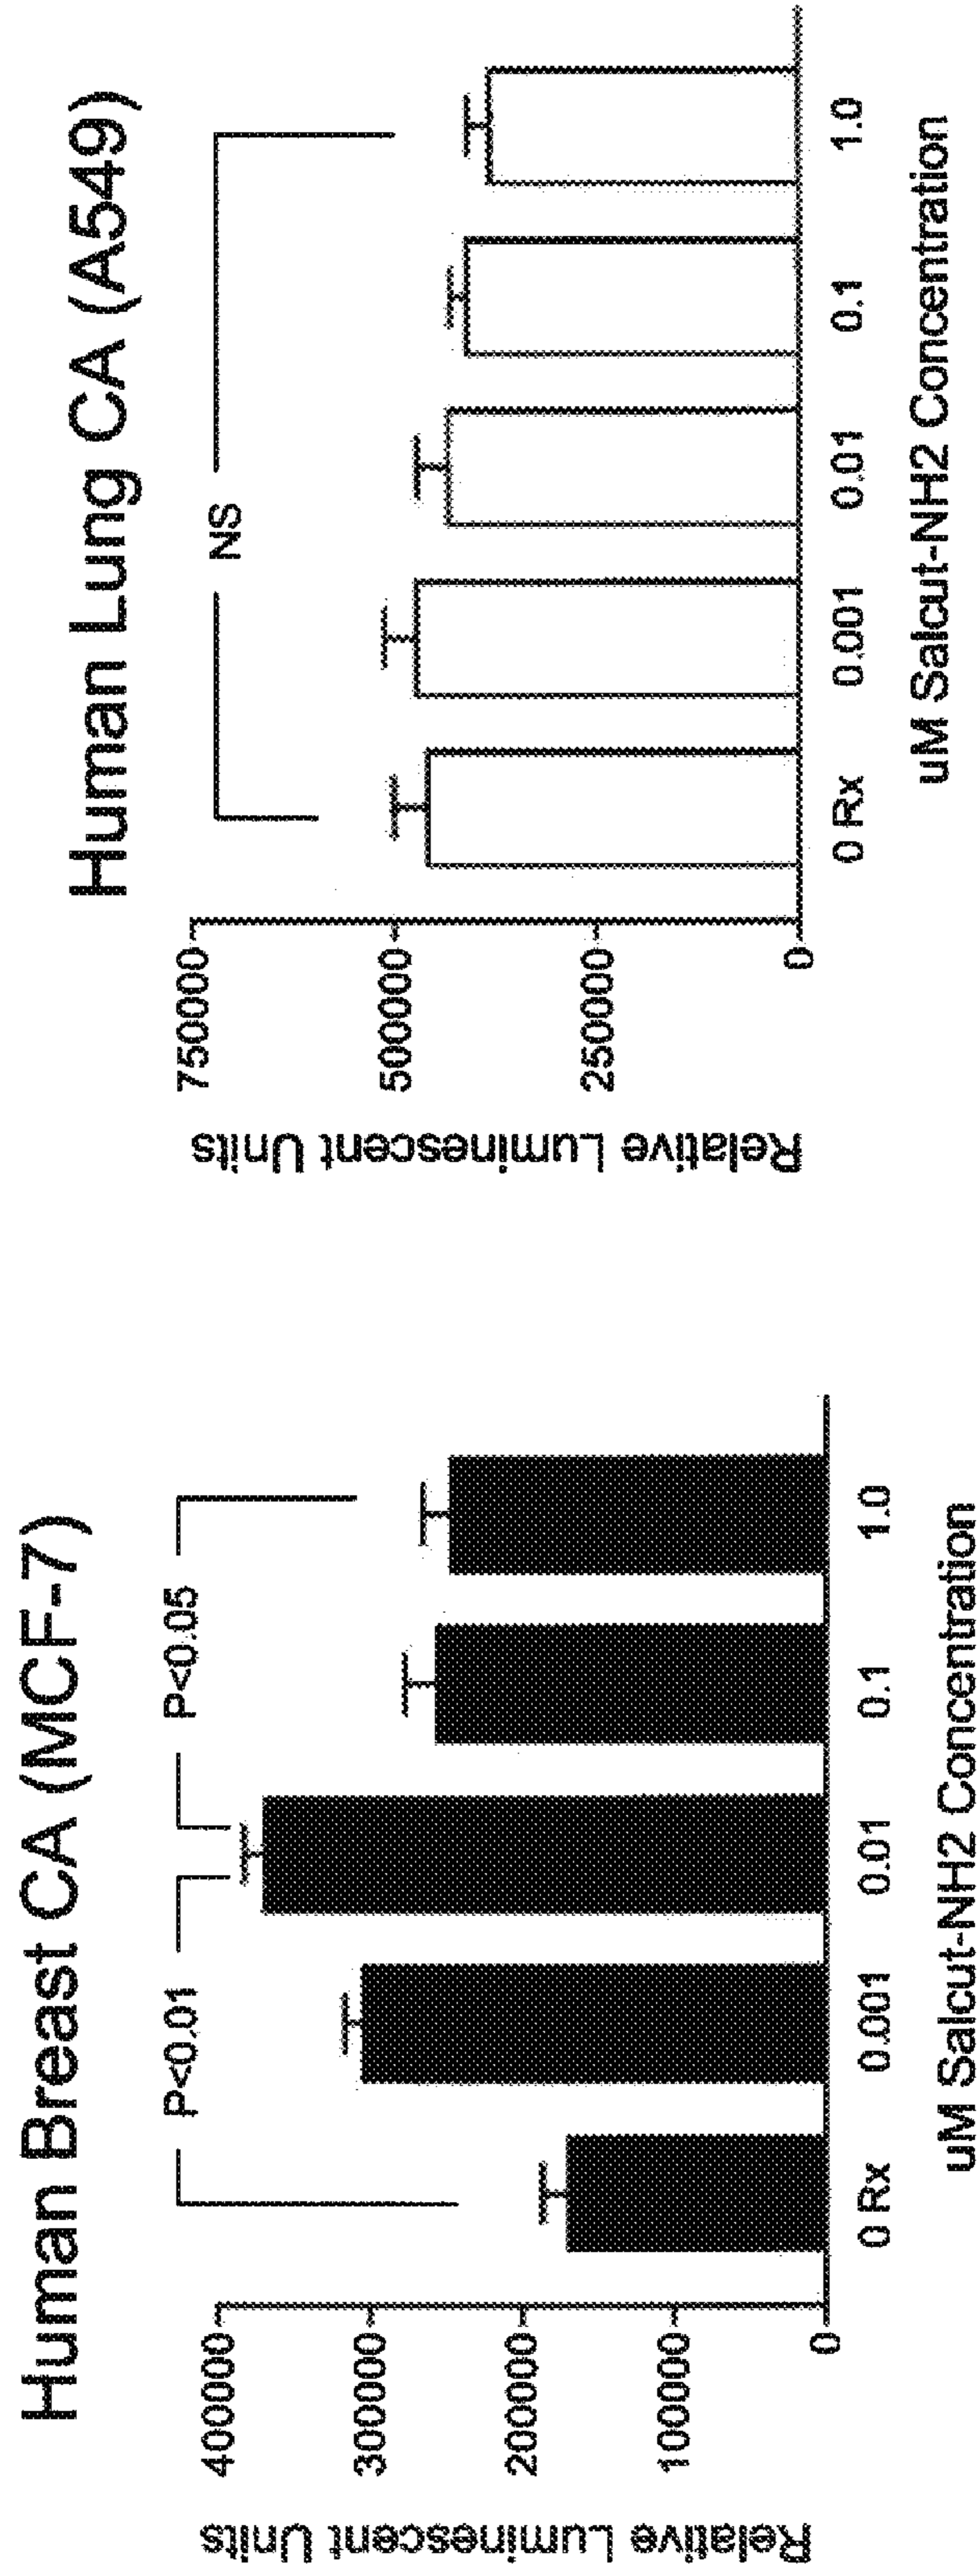 Human Breast CA (MCF-7)
P<0.01
P<0.05
Relative Luminescent Units
400000
300000
200000
100000
0
0 Rx
0.001
0.01
0.1
1.0
uM Salcut-NH2 Concentration
Human Lung CA (A549)
NS
Relative Luminescent Units
750000
500000
250000
0
0 Rx
0.001
0.01
0.1
1.0
uM Salcut-NH2 Concentration